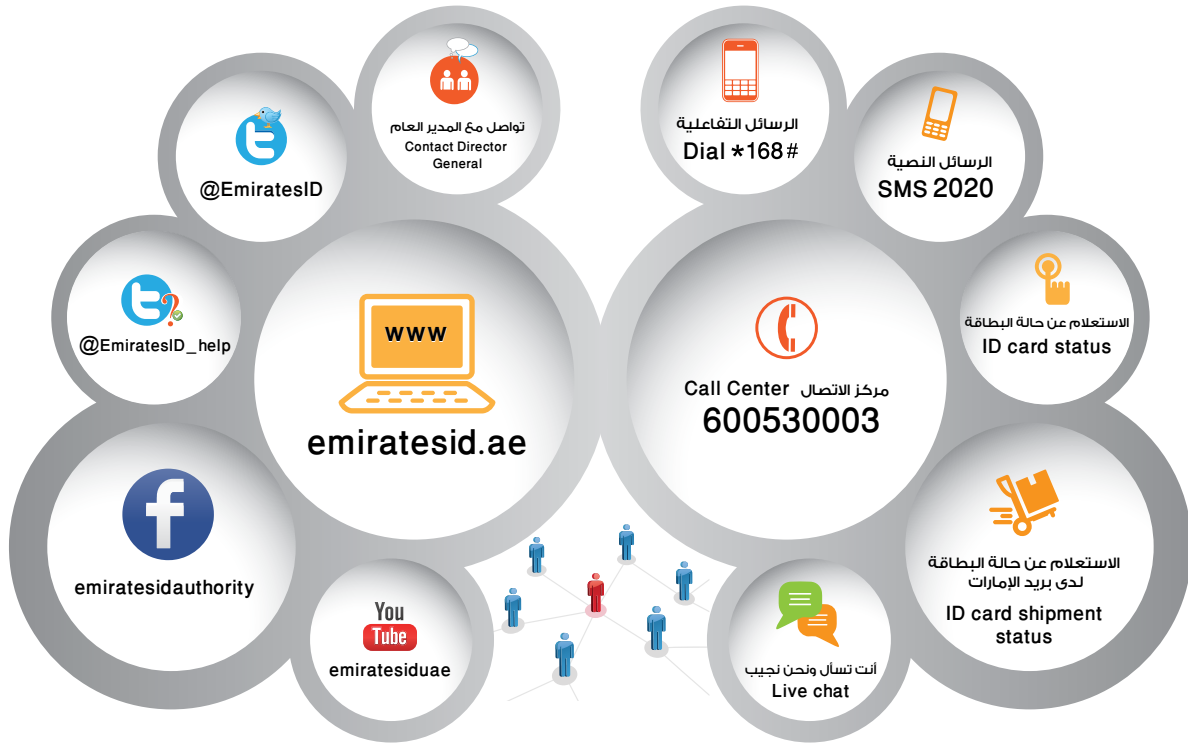 تواصل مع المدير العام
Contact Director
General
@EmiratesID
@EmiratesID_help
www
emiratesid.ae
emiratesidauthority
You
Tube
emiratesiduae
الرسائل التفاعلية
Dial *168#
الرسائل النصية
SMS 2020
الاستعلام عن حالة البطاقة
ID card status
مركز الاتصال Call Center
600530003
الاستعلام عن حالة البطاقة
لدى بريد الإمارات
ID card shipment
status
أنت تسأل ونحن نجيب
Live chat